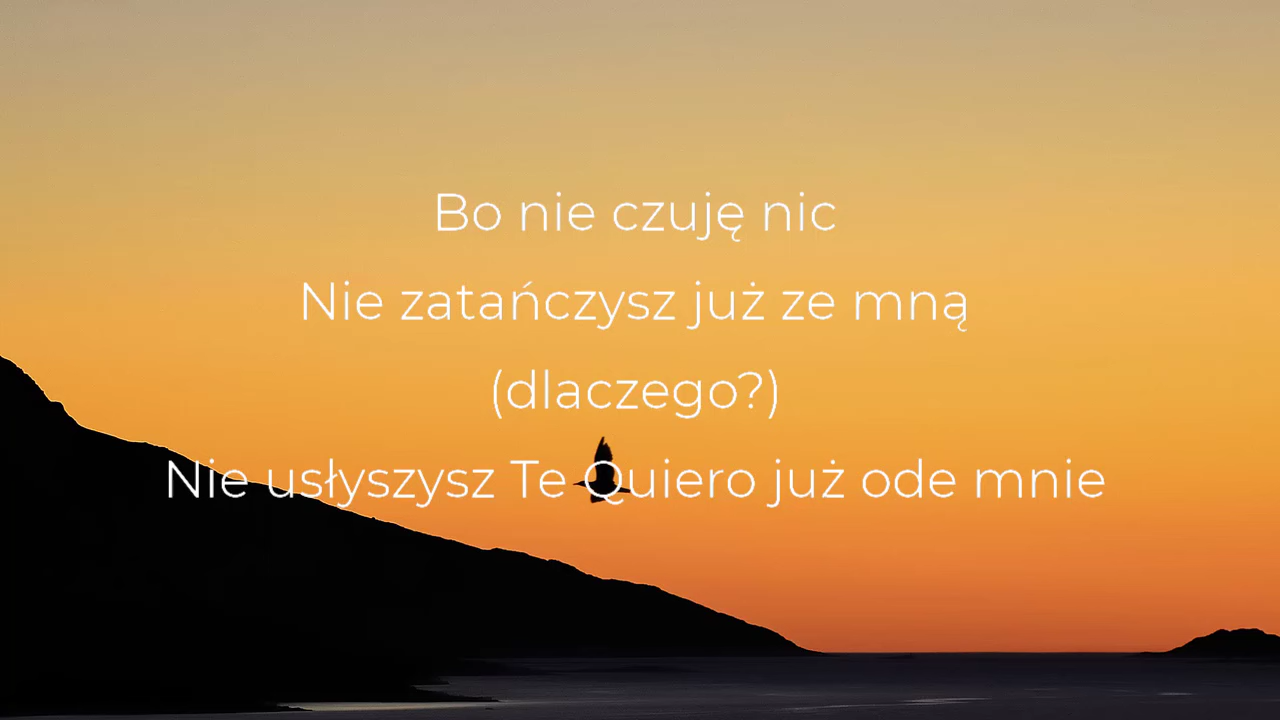 Bo nie czuję nic
Nie zatańczysz już ze mną
(dlaczego?)
Nie usłyszysz Te Quiero już ode mnie